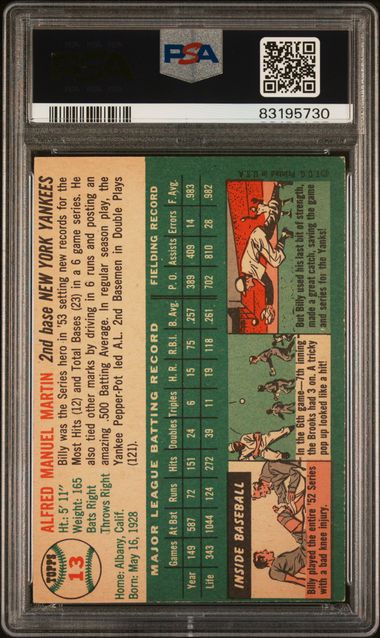 PSA
PSA
83195730
TOPPS
13
ALFRED MANUEL MARTIN 2nd base NEW YORK YANKEES
Ht.: 5' 11"
Weight: 165
Bats Right
Throws Right
Home: Albany, Calif.
Born: May 16, 1928
Billy was the Series hero in '53 setting new records for the
Most Hits (12) and Total Bases (23) in a 6 game series. He
also tied other marks by driving in 6 runs and posting an
amazing .500 Batting Average. In regular season play, the
Yankee Pepper-Pot led A.L. 2nd Basemen in Double Plays
(121).
MAJOR LEAGUE BATTING RECORD FIELDING RECORD
Games At Bat Runs Hits Doubles Triples H. R. R.B.I. B. Avg. P. O. Assists Errors F. Avg.
Year 149 587 72 151 24 6 15 75 .257 389 409 14 .983
Life 343 1044 124 272 39 11 19 118 .261 702 810 28 .982
INSIDE BASEBALL
Billy played the entire '52 Series
with a bad knee injury.
In the 6th game—7th inning
the Brooks had 3 on. A tricky
pop up looked like a hit!
But Billy used his last bit of strength,
made a great catch, saving the game
and series for the Yanks!
© T. C. G. Printed in U.S.A.